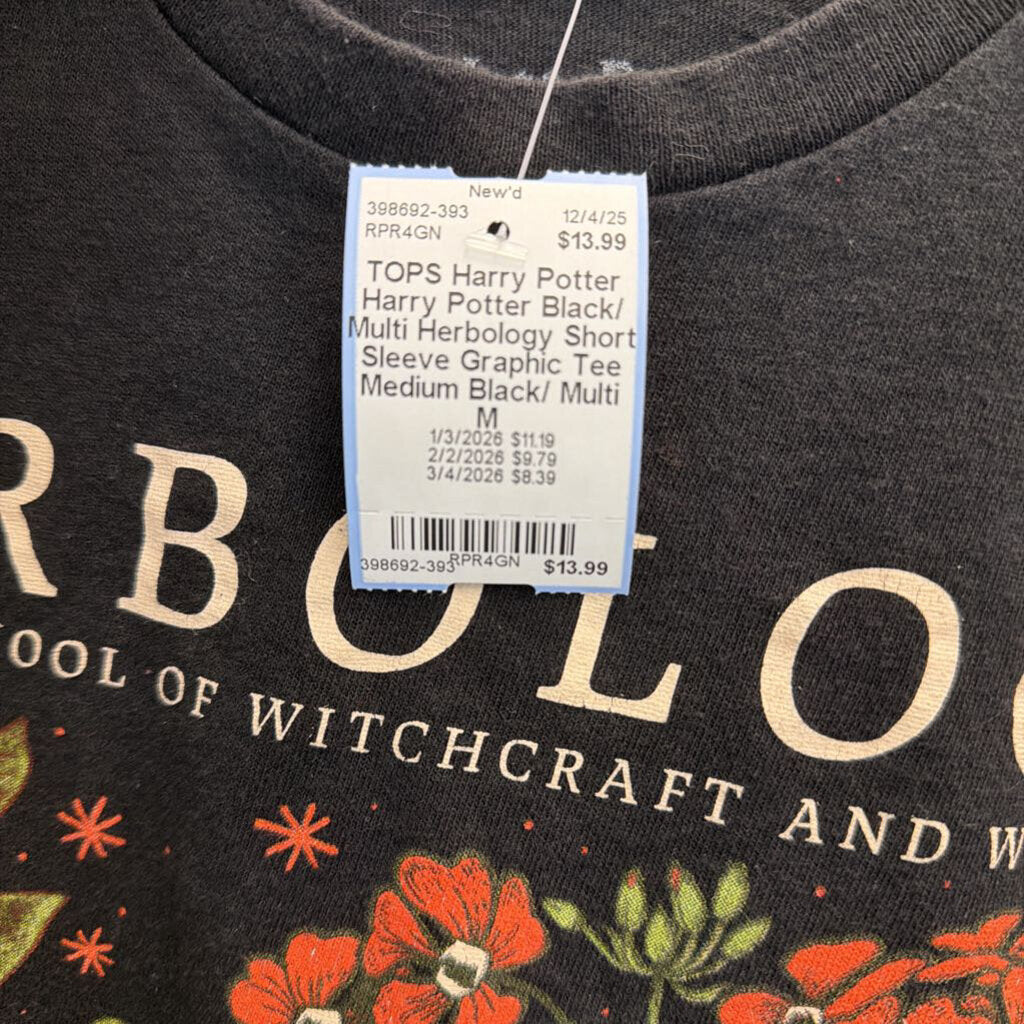 New'd
398692-393 12/4/25
RPR4GN $13.99
TOPS Harry Potter
Harry Potter Black/
Multi Herbology Short
Sleeve Graphic Tee
Medium Black/ Multi
M
1/3/2026 $11.19
2/2/2026 $9.79
3/4/2026 $8.39
398692-393 RPR4GN $13.99
RBOLO
OOL OF WITCHCRAFT AND W